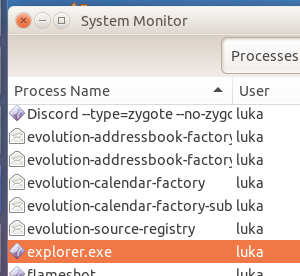 System Monitor
Processes
Process Name User
Discord --type=zygote --no-zygo luka
evolution-addressbook-factory luka
evolution-addressbook-factory luka
evolution-calendar-factory luka
evolution-calendar-factory-sub luka
evolution-source-registry luka
explorer.exe luka
flameshot luka